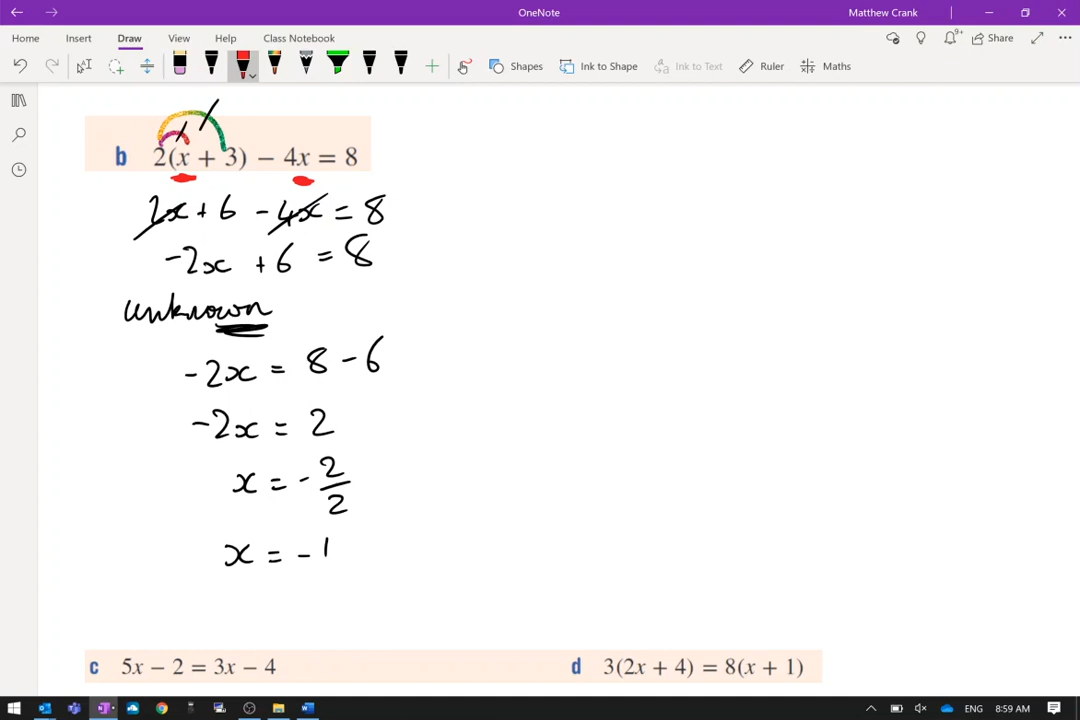 OneNote
Matthew Crank
Home Insert Draw View Help Class Notebook
9+ Share
Shapes Ink to Shape Ink to Text Ruler Maths
b 2(x + 3) − 4x = 8
2x + 6 - 4x = 8
-2x + 6 = 8
unknown
-2x = 8 - 6
-2x = 2
x = - 2/2
x = - 1
c 5x − 2 = 3x − 4
d 3(2x + 4) = 8(x + 1)
ENG 8:59 AM